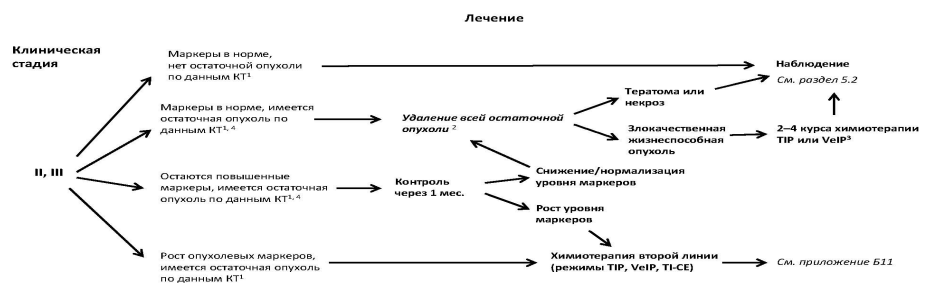 Лечение
Клиническая
стадия
II, III
Маркеры в норме,
нет остаточной опухоли
по данным КТ¹
Наблюдение
См. раздел 5.2
Маркеры в норме, имеется
остаточная опухоль по
данным КТ¹, ⁴
Удаление всей остаточной
опухоли ²
Тератома или
некроз
Злокачественная
жизнеспособная
опухоль
2–4 курса химиотерапии
TIP или VeIP³
Остаются повышенные
маркеры, имеется остаточная
опухоль по данным КТ¹, ⁴
Контроль
через 1 мес.
Снижение/нормализация
уровня маркеров
Рост уровня
маркеров
Рост опухолевых маркеров,
имеется остаточная опухоль
по данным КТ¹
Химиотерапия второй линии
(режимы TIP, VeIP, TI-CE)
См. приложение Б11